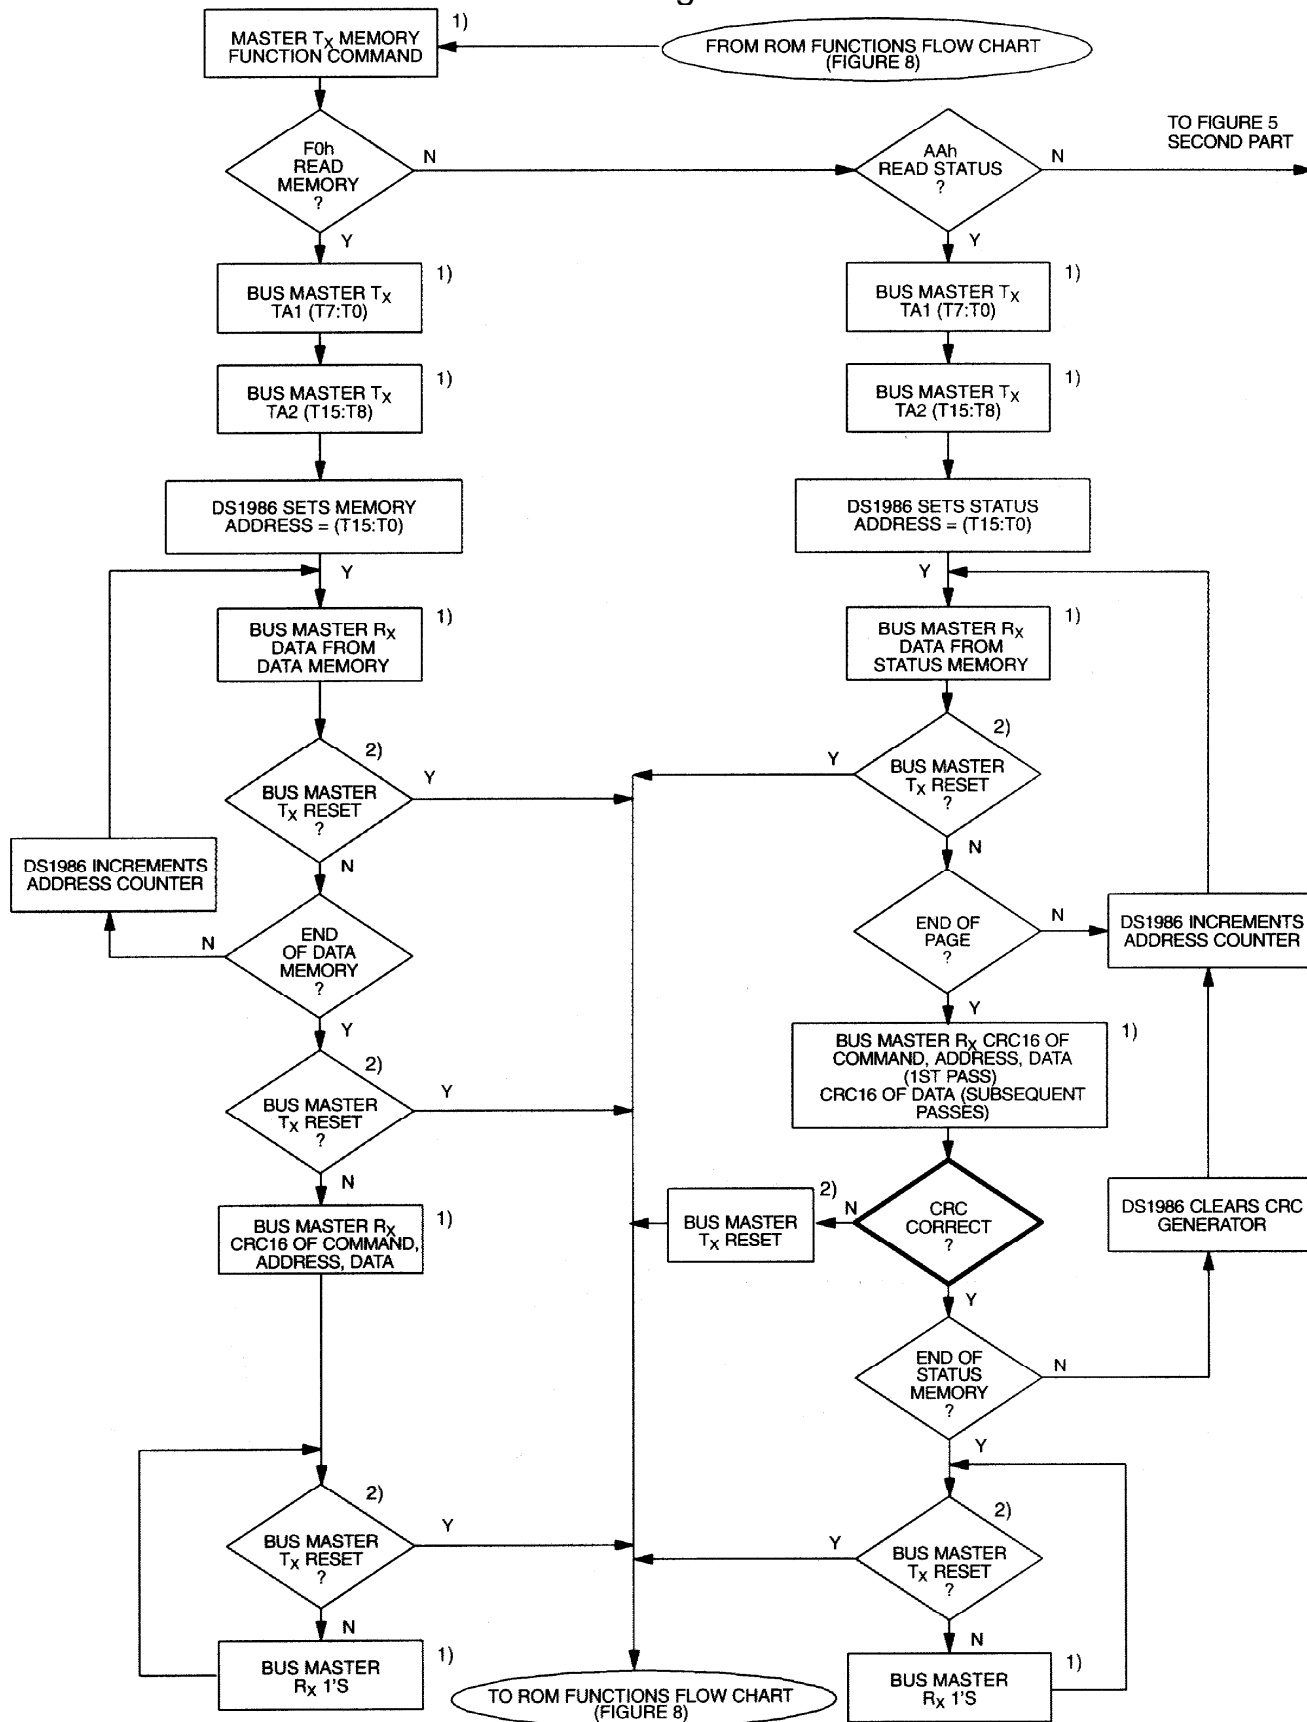 MASTER TX MEMORY
FUNCTION COMMAND
1)
FROM ROM FUNCTIONS FLOW CHART
(FIGURE 8)
F0h
READ
MEMORY
?
N
Y
AAh
READ STATUS
?
N
Y
TO FIGURE 5
SECOND PART
BUS MASTER TX
TA1 (T7:T0)
1)
BUS MASTER TX
TA1 (T7:T0)
1)
BUS MASTER TX
TA2 (T15:T8)
1)
BUS MASTER TX
TA2 (T15:T8)
1)
DS1986 SETS MEMORY
ADDRESS = (T15:T0)
DS1986 SETS STATUS
ADDRESS = (T15:T0)
Y
Y
BUS MASTER RX
DATA FROM
DATA MEMORY
1)
BUS MASTER RX
DATA FROM
STATUS MEMORY
1)
2)
BUS MASTER
TX RESET
?
Y
N
2)
BUS MASTER
TX RESET
?
Y
N
DS1986 INCREMENTS
ADDRESS COUNTER
END
OF DATA
MEMORY
?
N
Y
END OF
PAGE
?
N
Y
DS1986 INCREMENTS
ADDRESS COUNTER
2)
BUS MASTER
TX RESET
?
Y
N
BUS MASTER RX CRC16 OF
COMMAND, ADDRESS, DATA
(1ST PASS)
CRC16 OF DATA (SUBSEQUENT
PASSES)
1)
BUS MASTER RX
CRC16 OF COMMAND,
ADDRESS, DATA
1)
BUS MASTER
TX RESET
2)
N
CRC
CORRECT
?
Y
DS1986 CLEARS CRC
GENERATOR
END OF
STATUS
MEMORY
?
N
Y
2)
BUS MASTER
TX RESET
?
Y
N
2)
BUS MASTER
TX RESET
?
Y
N
BUS MASTER
RX 1'S
1)
TO ROM FUNCTIONS FLOW CHART
(FIGURE 8)
BUS MASTER
RX 1'S
1)